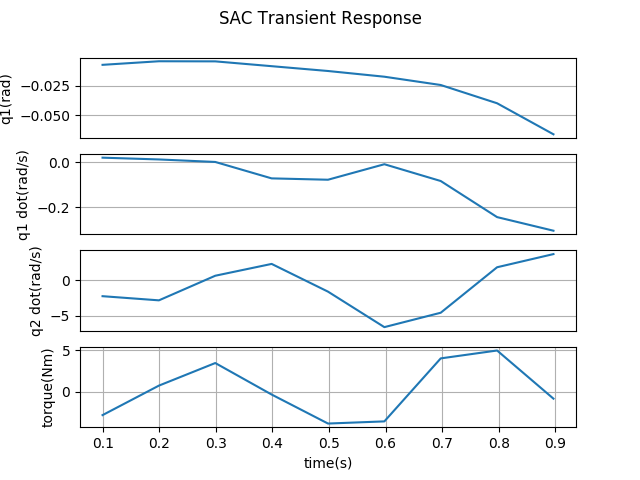 SAC Transient Response
q1(rad)
−0.025
−0.050
q1 dot(rad/s)
0.0
−0.2
q2 dot(rad/s)
0
−5
torque(Nm)
5
0
0.1 0.2 0.3 0.4 0.5 0.6 0.7 0.8 0.9
time(s)